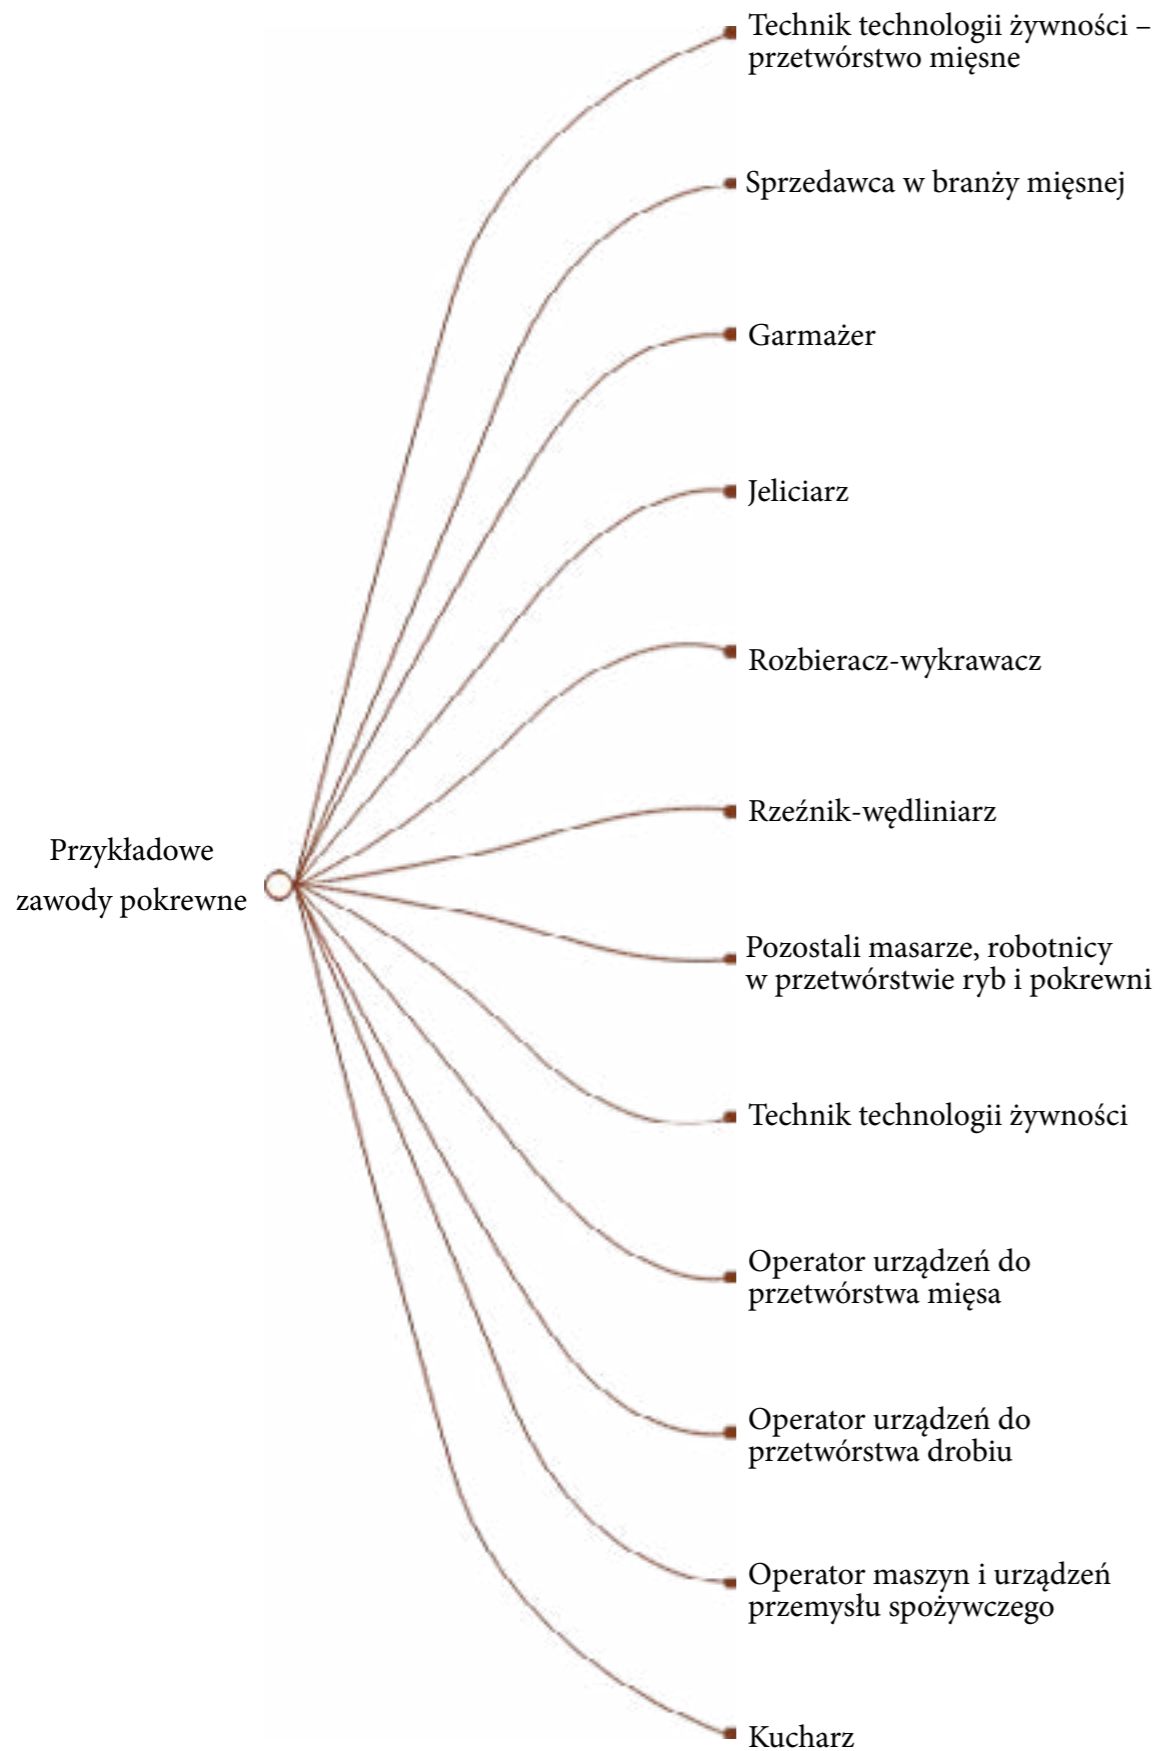 Technik technologii żywności –
przetwórstwo mięsne
Sprzedawca w branży mięsnej
Garmażer
Jeliciarz
Rozbieracz-wykrawacz
Rzeźnik-wędliniarz
Przykładowe
zawody pokrewne
Pozostali masarze, robotnicy
w przetwórstwie ryb i pokrewni
Technik technologii żywności
Operator urządzeń do
przetwórstwa mięsa
Operator urządzeń do
przetwórstwa drobiu
Operator maszyn i urządzeń
przemysłu spożywczego
Kucharz